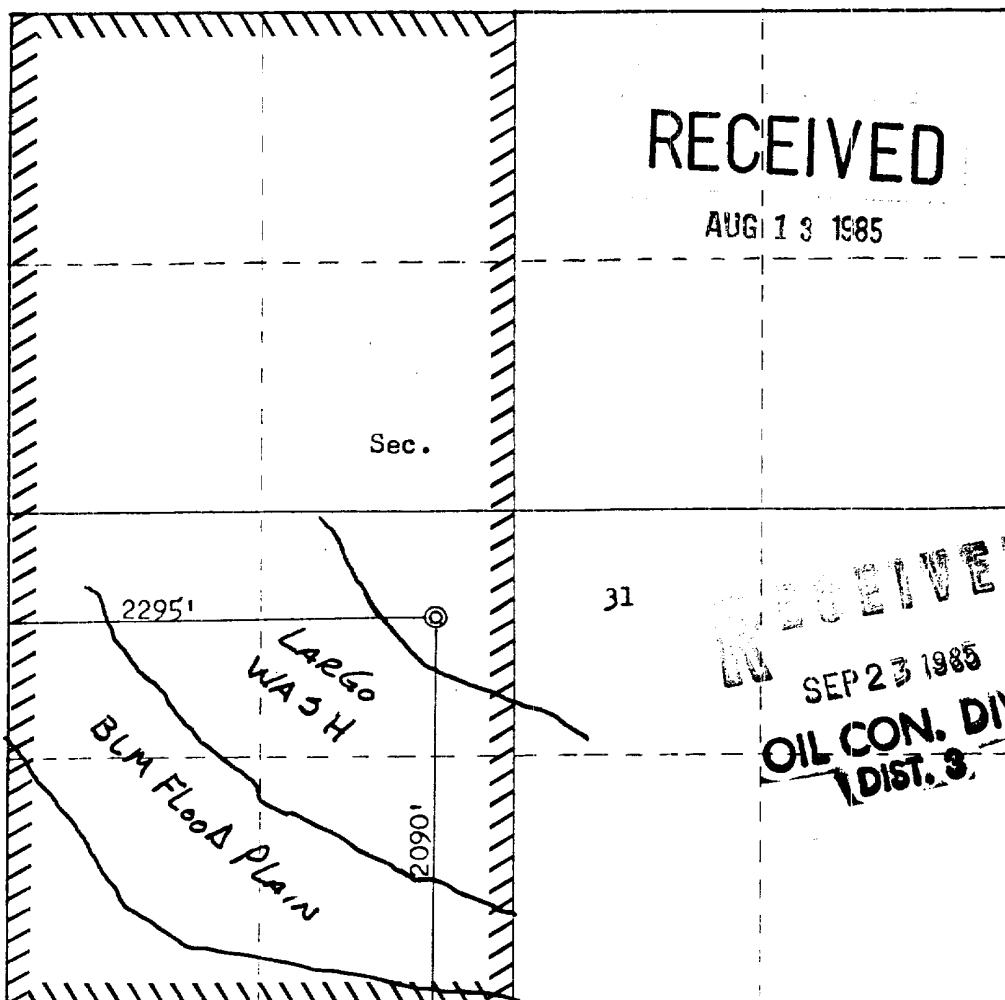 RECEIVED
AUG 13 1985
Sec.
31
2295'
LARGO
WASH
BLM FLOOD PLAIN
2090'
RECEIVE
SEP 23 1985
OIL CON. DIV
DIST. 3